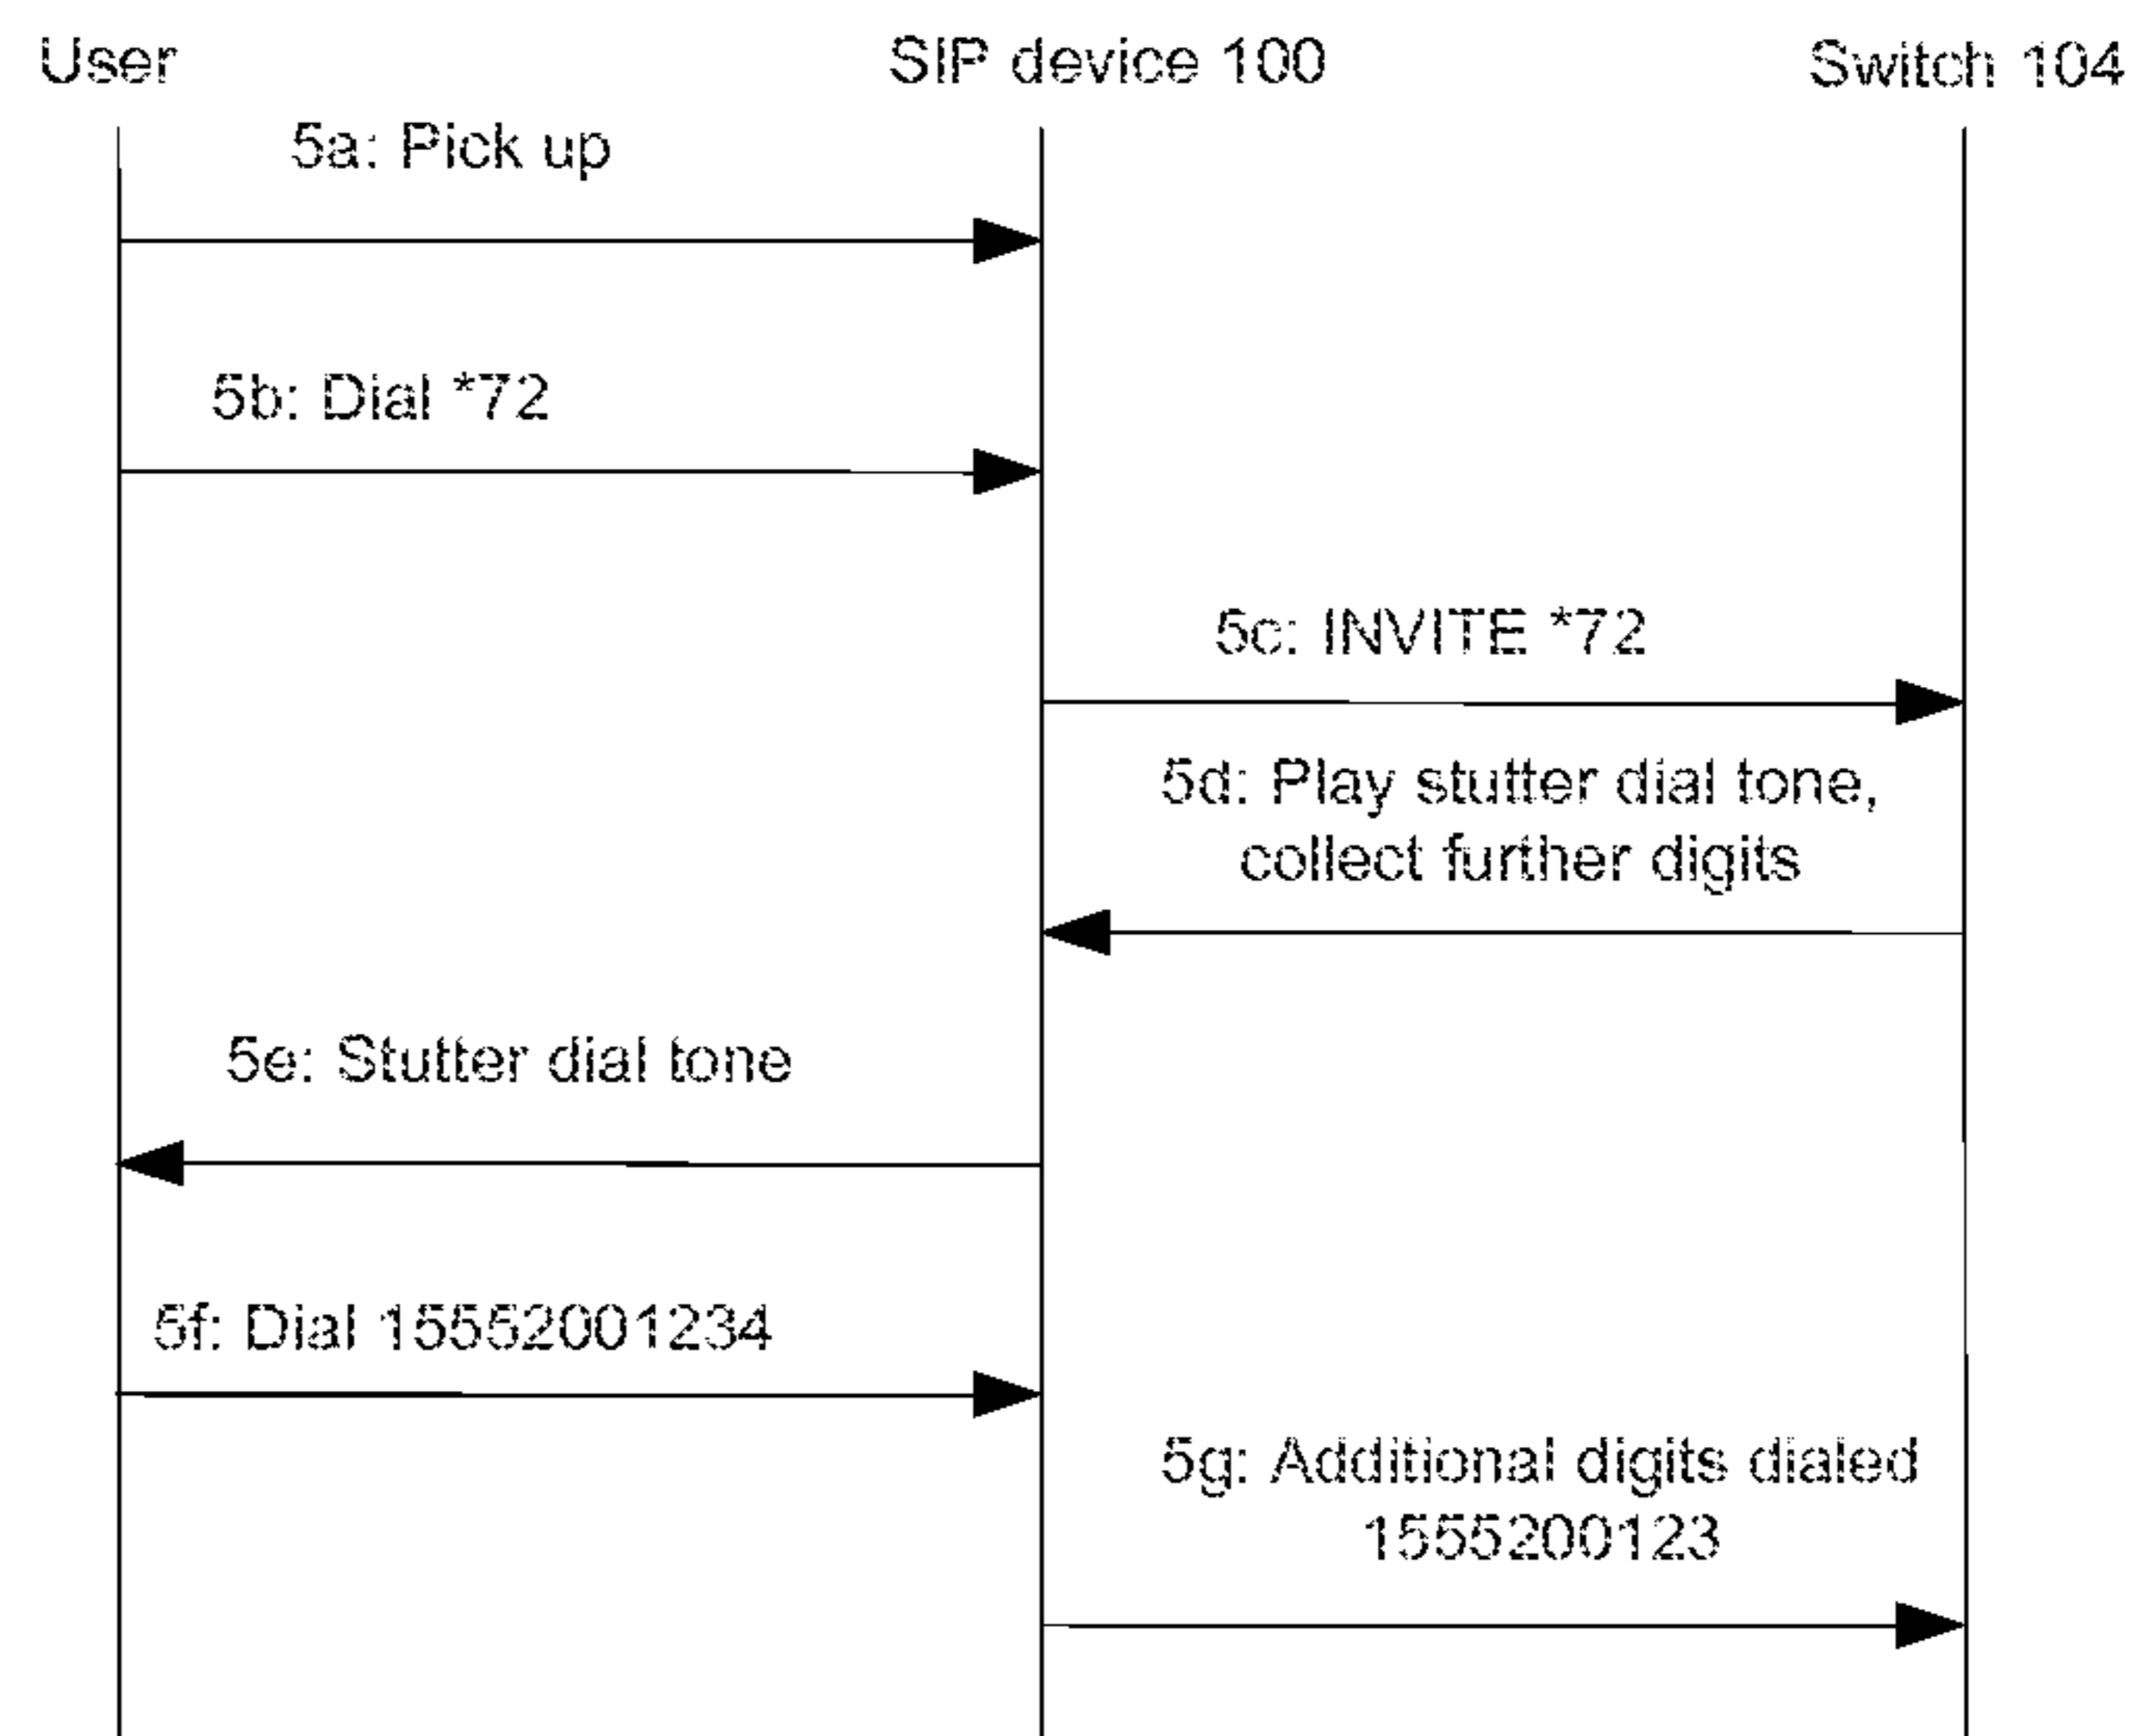 User
SIP device 100
Switch 104
5a: Pick up
5b: Dial *72
5c: INVITE *72
5d: Play stutter dial tone,
collect further digits
5e: Stutter dial tone
5f: Dial 15552001234
5g: Additional digits dialed
1555200123